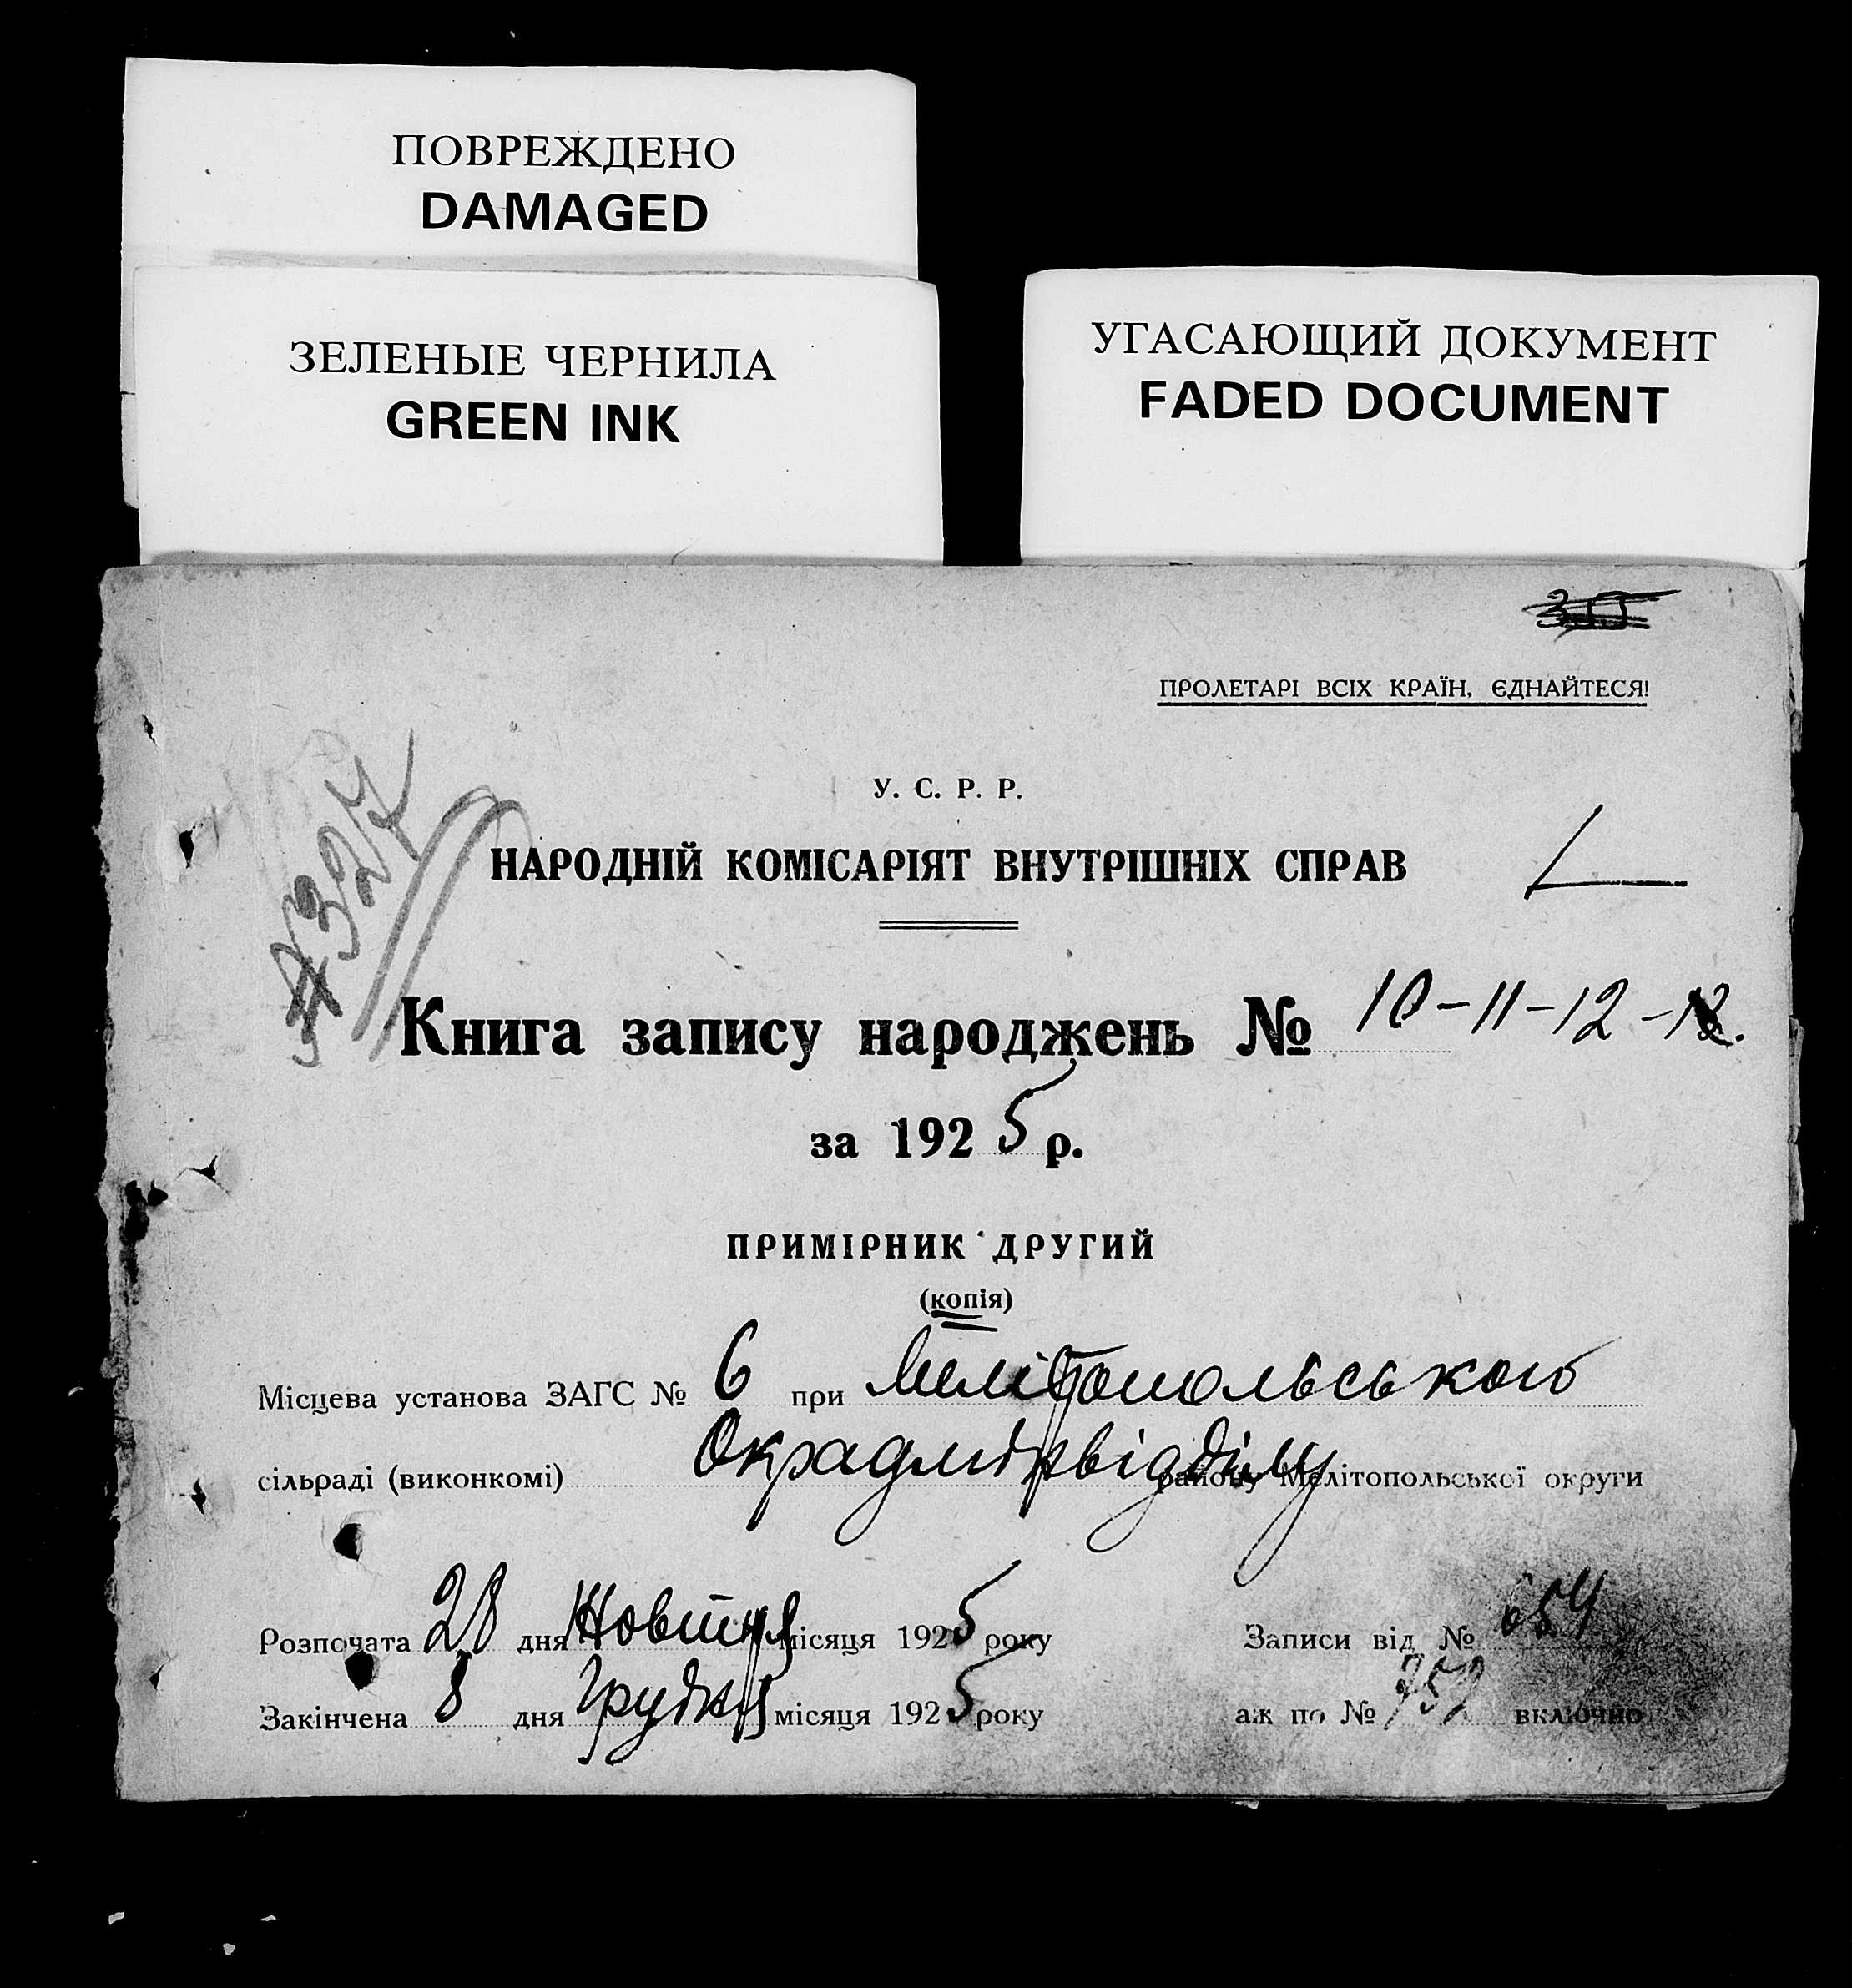 ПОВРЕЖДЕНО
DAMAGED
ЗЕЛЕНЫЕ ЧЕРНИЛА
GREEN INK
УГАСАЮЩИЙ ДОКУМЕНТ
FADED DOCUMENT
ПРОЛЕТАРІ ВСІХ КРАЇН, ЄДНАЙТЕСЯ!
У. С. Р. Р.
НАРОДНІЙ КОМІСАРІЯТ ВНУТРІШНІХ СПРАВ
Книга запису народжень № 10-11-12-
за 1925 р.
ПРИМІРНИК ДРУГИЙ
(копія)
Місцева установа ЗАГС № 6 при Мелітопольського
сільраді (виконкомі) Окрадмінвідділу району Мелітопольської округи
Розпочата 28 дня Жовтня місяця 1925 року Записи від № 654
Закінчена 8 дня Грудня місяця 1925 року аж по № включно